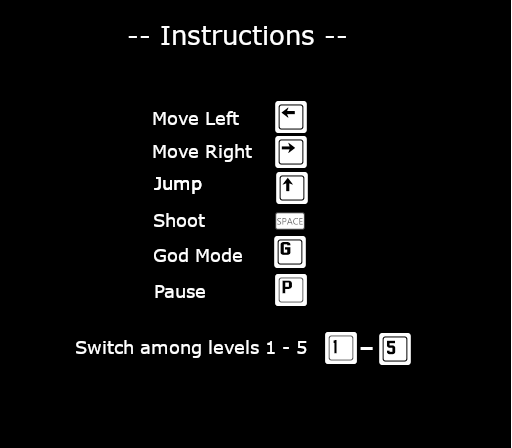 -- Instructions --
Move Left ←
Move Right →
Jump ↑
Shoot SPACE
God Mode G
Pause P
Switch among levels 1 - 5 1 - 5